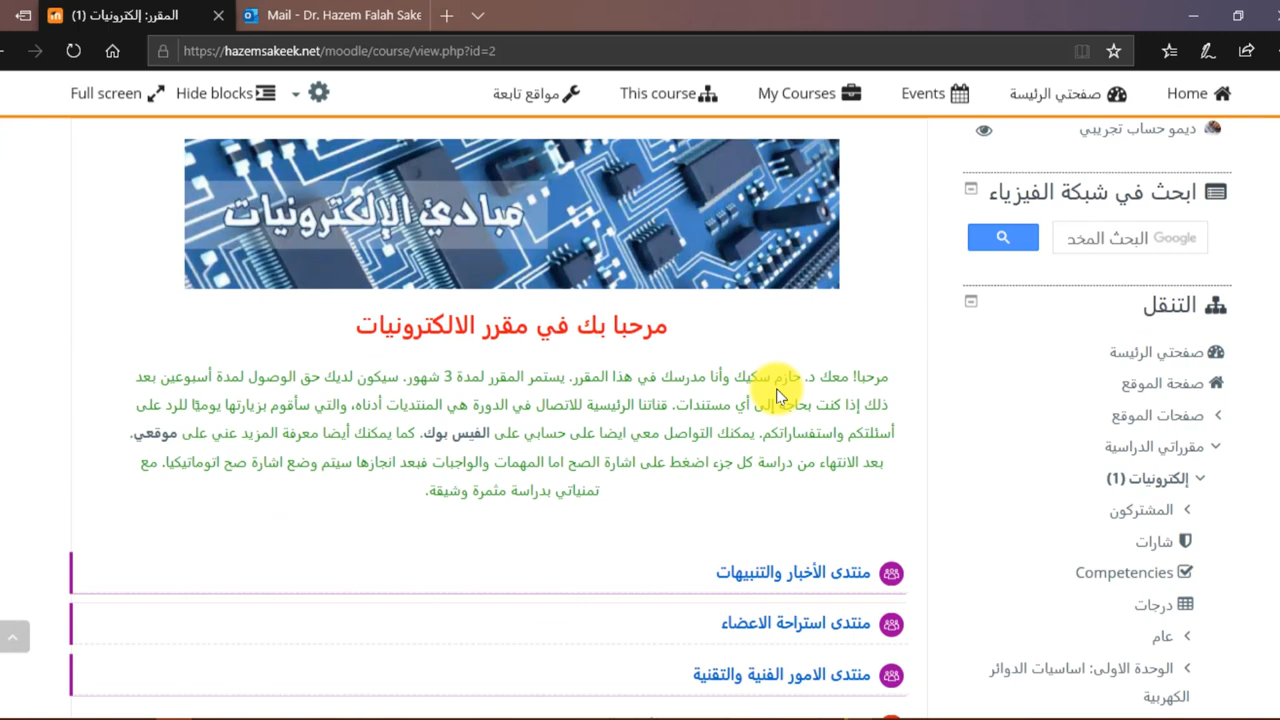 المقرر: إلكترونيات (1)
Mail - Dr. Hazem Falah Sake
https://hazemsakeek.net/moodle/course/view.php?id=2
Full screen
Hide blocks
مواقع تابعة
This course
My Courses
Events
صفحتي الرئيسة
Home
مبادئ الإلكترونيات
مرحبا بك في مقرر الالكترونيات
مرحبا! معك د. حازم سكيك وأنا مدرسك في هذا المقرر. يستمر المقرر لمدة 3 شهور. سيكون لديك حق الوصول لمدة أسبوعين بعد
ذلك إذا كنت بحاجة إلى أي مستندات. قناتنا الرئيسية للاتصال في الدورة هي المنتديات أدناه، والتي سأقوم بزيارتها يوميًا للرد على
أسئلتكم واستفساراتكم. يمكنك التواصل معي ايضا على حسابي على الفيس بوك. كما يمكنك أيضا معرفة المزيد عني على موقعي.
بعد الانتهاء من دراسة كل جزء اضغط على اشارة الصح اما المهمات والواجبات فبعد انجازها سيتم وضع اشارة صح اتوماتيكيا. مع
تمنياتي بدراسة مثمرة وشيقة.
منتدى الأخبار والتنبيهات
منتدى استراحة الاعضاء
منتدى الامور الفنية والتقنية
ديمو حساب تجريبي
ابحث في شبكة الفيزياء
Google البحث المخد
التنقل
صفحتي الرئيسة
صفحة الموقع
صفحات الموقع
مقرراتي الدراسية
إلكترونيات (1)
المشتركون
شارات
Competencies
درجات
عام
الوحدة الاولى: اساسيات الدوائر
الكهربية